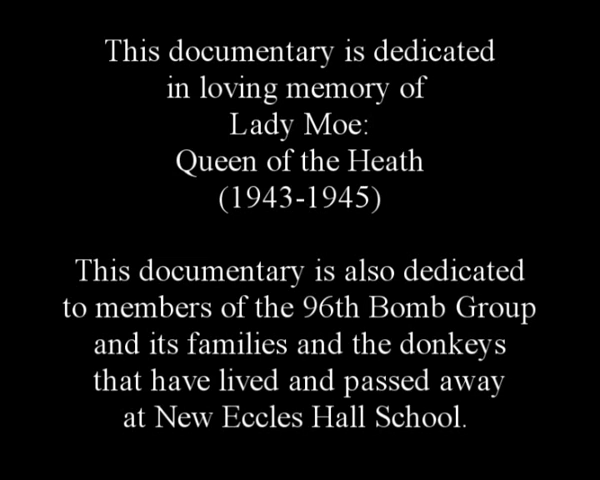 This documentary is dedicated
in loving memory of
Lady Moe:
Queen of the Heath
(1943-1945)
This documentary is also dedicated
to members of the 96th Bomb Group
and its families and the donkeys
that have lived and passed away
at New Eccles Hall School.